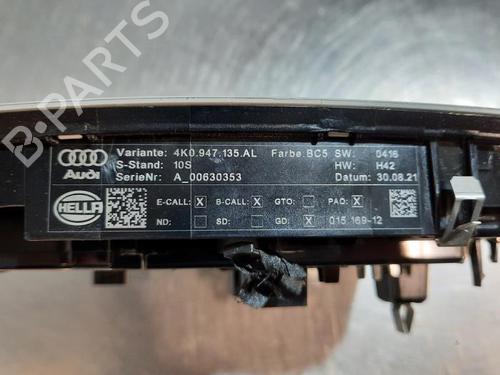 B-PARTS
Variante: 4K0.947.135.AL Farbe:BC5 SW: 0416
S-Stand: 10S HW: H42
Audi SerieNr: A_00630353 Datum: 30.08.21
HELLA E-CALL: X B-CALL: X GTO: PAO: X
ND: SD: GD: X 015 169-12